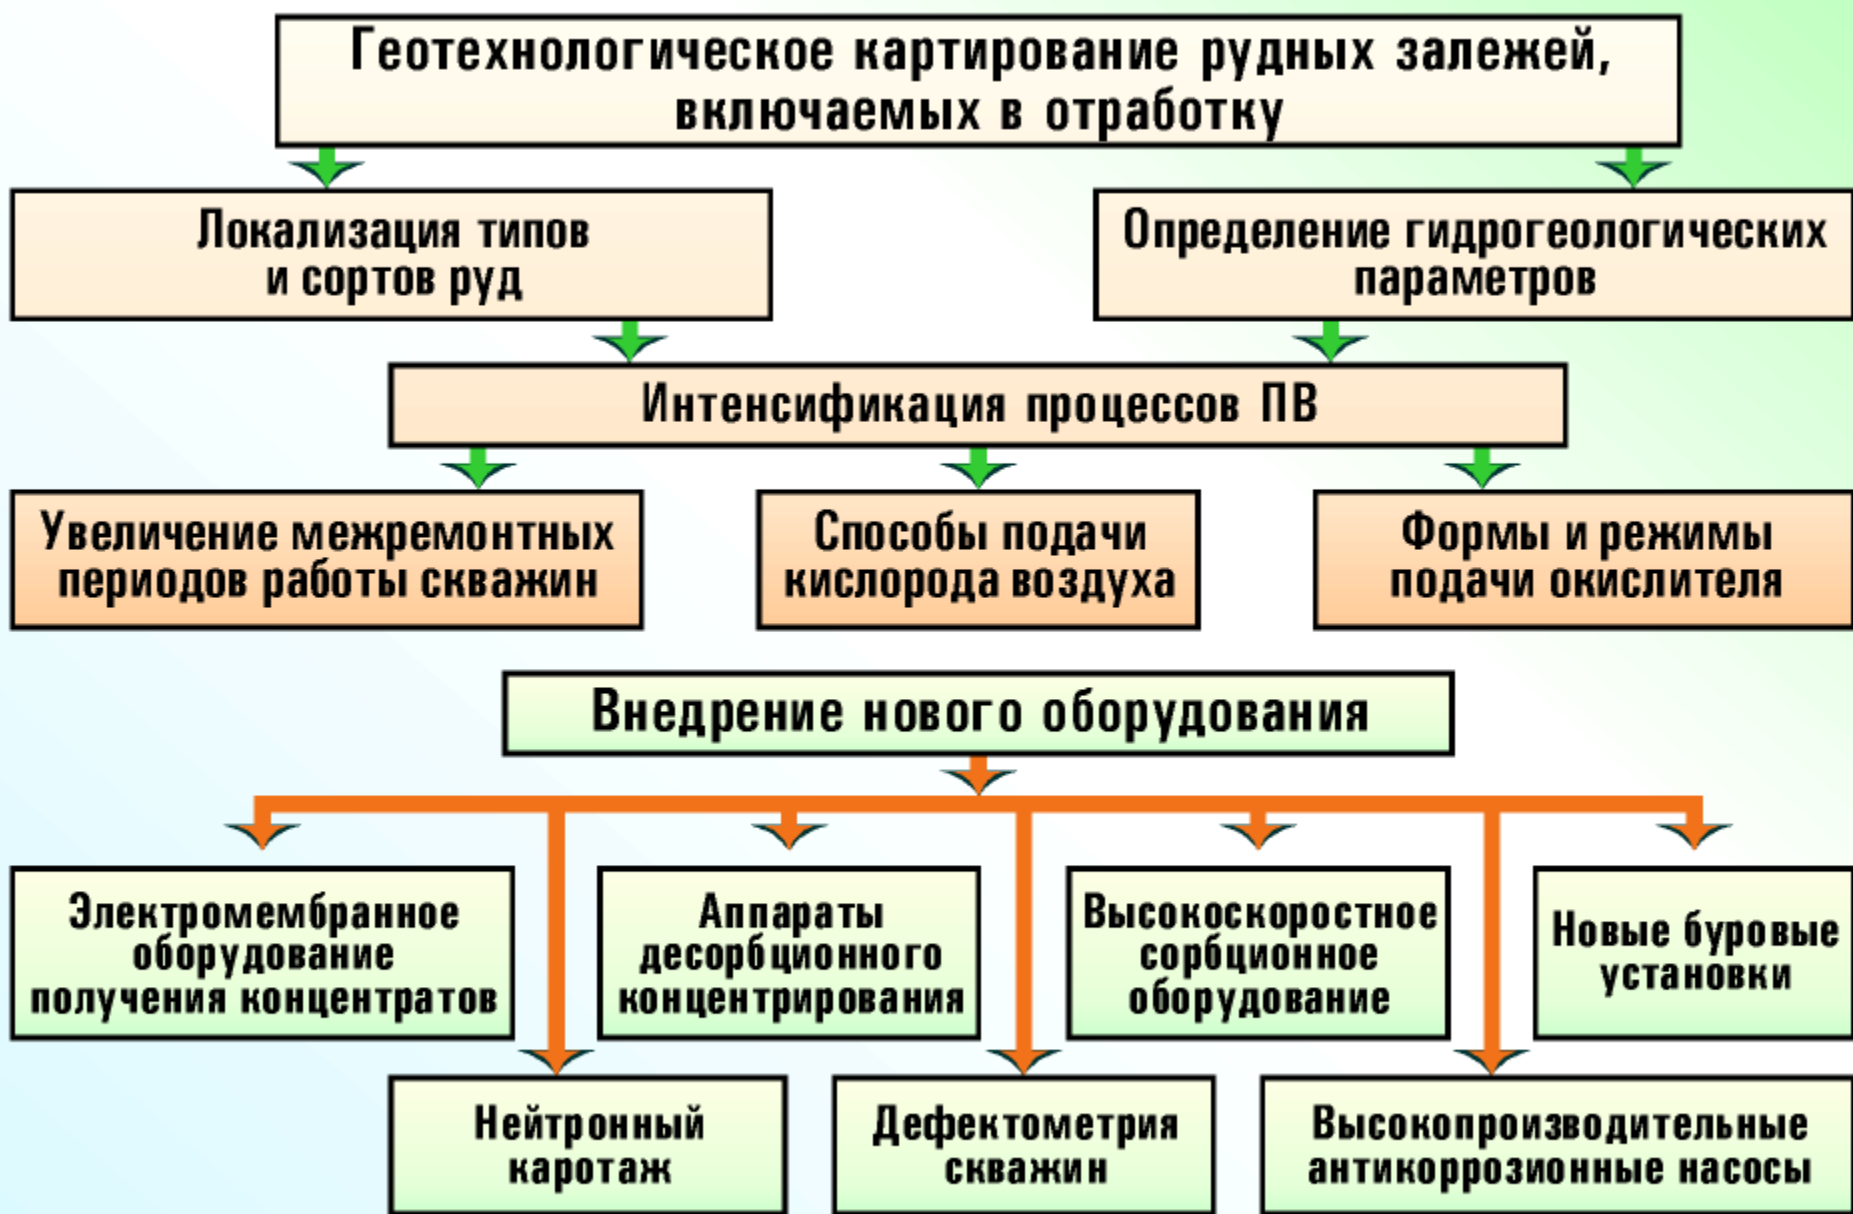 Геотехнологическое картирование рудных залежей,
включаемых в отработку
Локализация типов
и сортов руд
Определение гидрогеологических
параметров
Интенсификация процессов ПВ
Увеличение межремонтных
периодов работы скважин
Способы подачи
кислорода воздуха
Формы и режимы
подачи окислителя
Внедрение нового оборудования
Электромембранное
оборудование
получения концентратов
Аппараты
десорбционного
концентрирования
Высокоскоростное
сорбционное
оборудование
Новые буровые
установки
Нейтронный
каротаж
Дефектометрия
скважин
Высокопроизводительные
антикоррозионные насосы